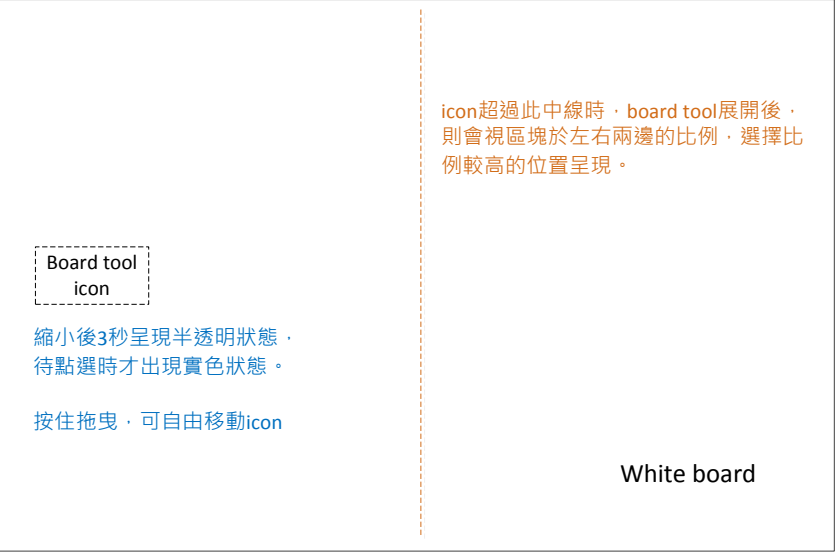 icon超過此中線時，board tool展開後，
則會視區塊於左右兩邊的比例，選擇比
例較高的位置呈現。
Board tool
icon
縮小後3秒呈現半透明狀態，
待點選時才出現實色狀態。
按住拖曳，可自由移動icon
White board